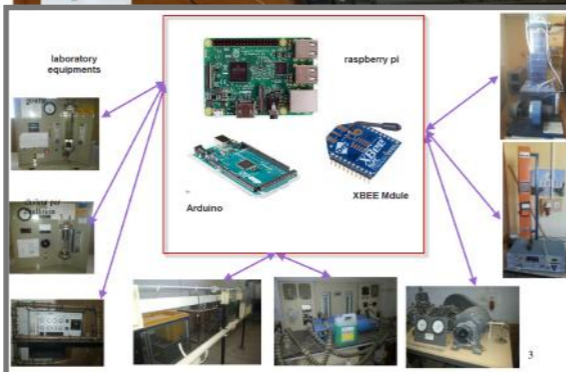 laboratory
equipments
raspberry pi
Arduino
XBEE Mdule
3